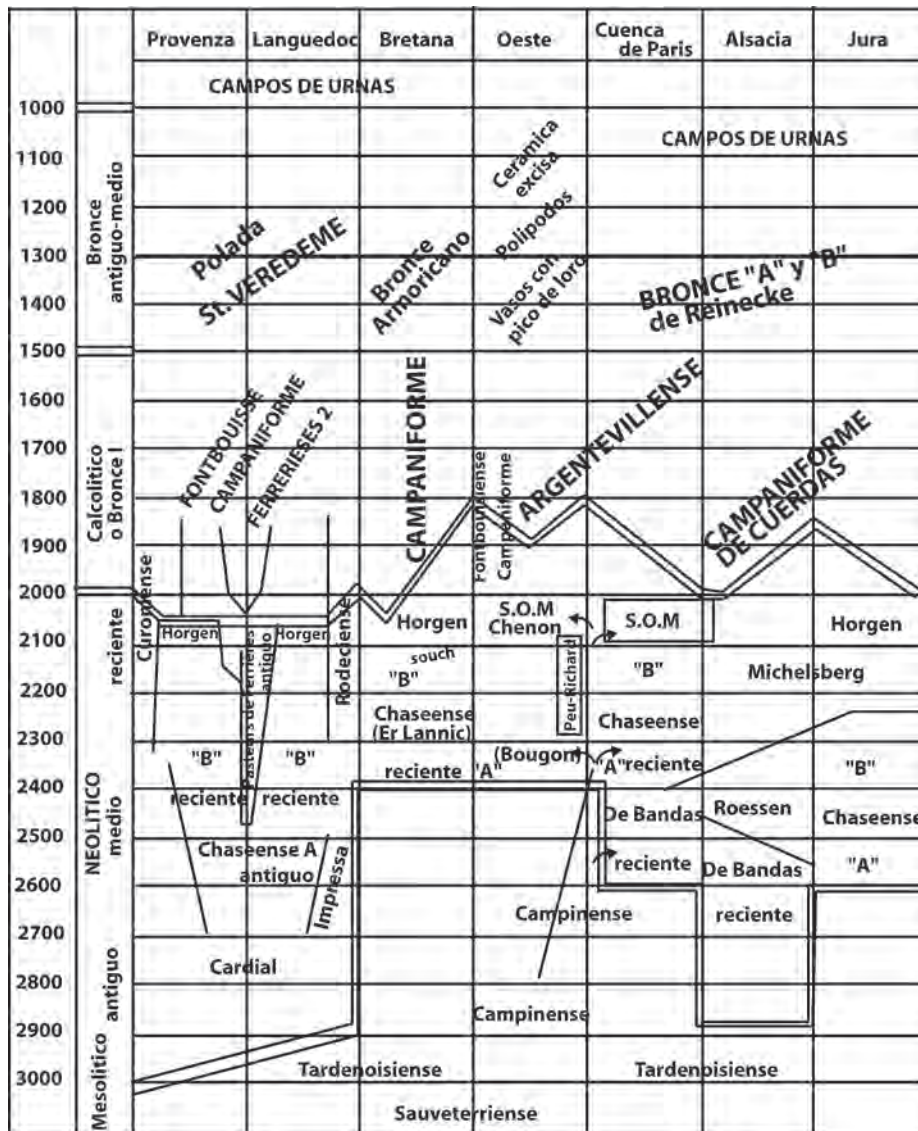 Provenza Languedoc Bretana Oeste Cuenca de Paris Alsacia Jura
CAMPOS DE URNAS
1000
CAMPOS DE URNAS
1100
Ceramica excisa
1200
Bronce antiguo-medio
Polada
St. VEREDEME
Bronce Armoricano
Polipodos
1300
Vasos con pico de loro
BRONCE "A" y "B"
de Reinecke
1400
1500
1600
Calcolitico o Bronce I
FONTBOUISSE
CAMPANIFORME
FERRERIESES 2
CAMPANIFORME
ARGENTEVILLENSE
CAMPANIFORME
DE CUERDAS
1700
Fontbouisiense
Campaniforme
1800
1900
2000
reciente
Curonniense
Horgen
Horgen
Rodeciense
Horgen
S.O.M
Chenon
S.O.M
Horgen
2100
souch
"B"
Peu-Richard
"B"
Michelsberg
2200
Pasteurs de Ferrieres
antiguo
Chaseense
(Er Lannic)
Chaseense
2300
"B"
"B"
reciente "A"
(Bougon)
"A" reciente
"B"
2400
reciente
reciente
De Bandas
Roessen
Chaseense
NEOLITICO
medio
2500
Chaseense A
antiguo
Impressa
reciente
De Bandas
"A"
2600
Campinense
reciente
2700
Cardial
2800
antiguo
Campinense
2900
Tardenoisiense
Tardenoisiense
3000
Mesolitico
Sauveterriense